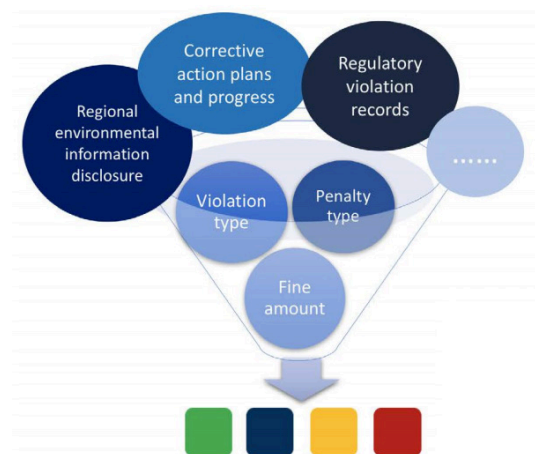 Corrective
action plans
and progress
Regulatory
violation
records
Regional
environmental
information
disclosure
......
Violation
type
Penalty
type
Fine
amount